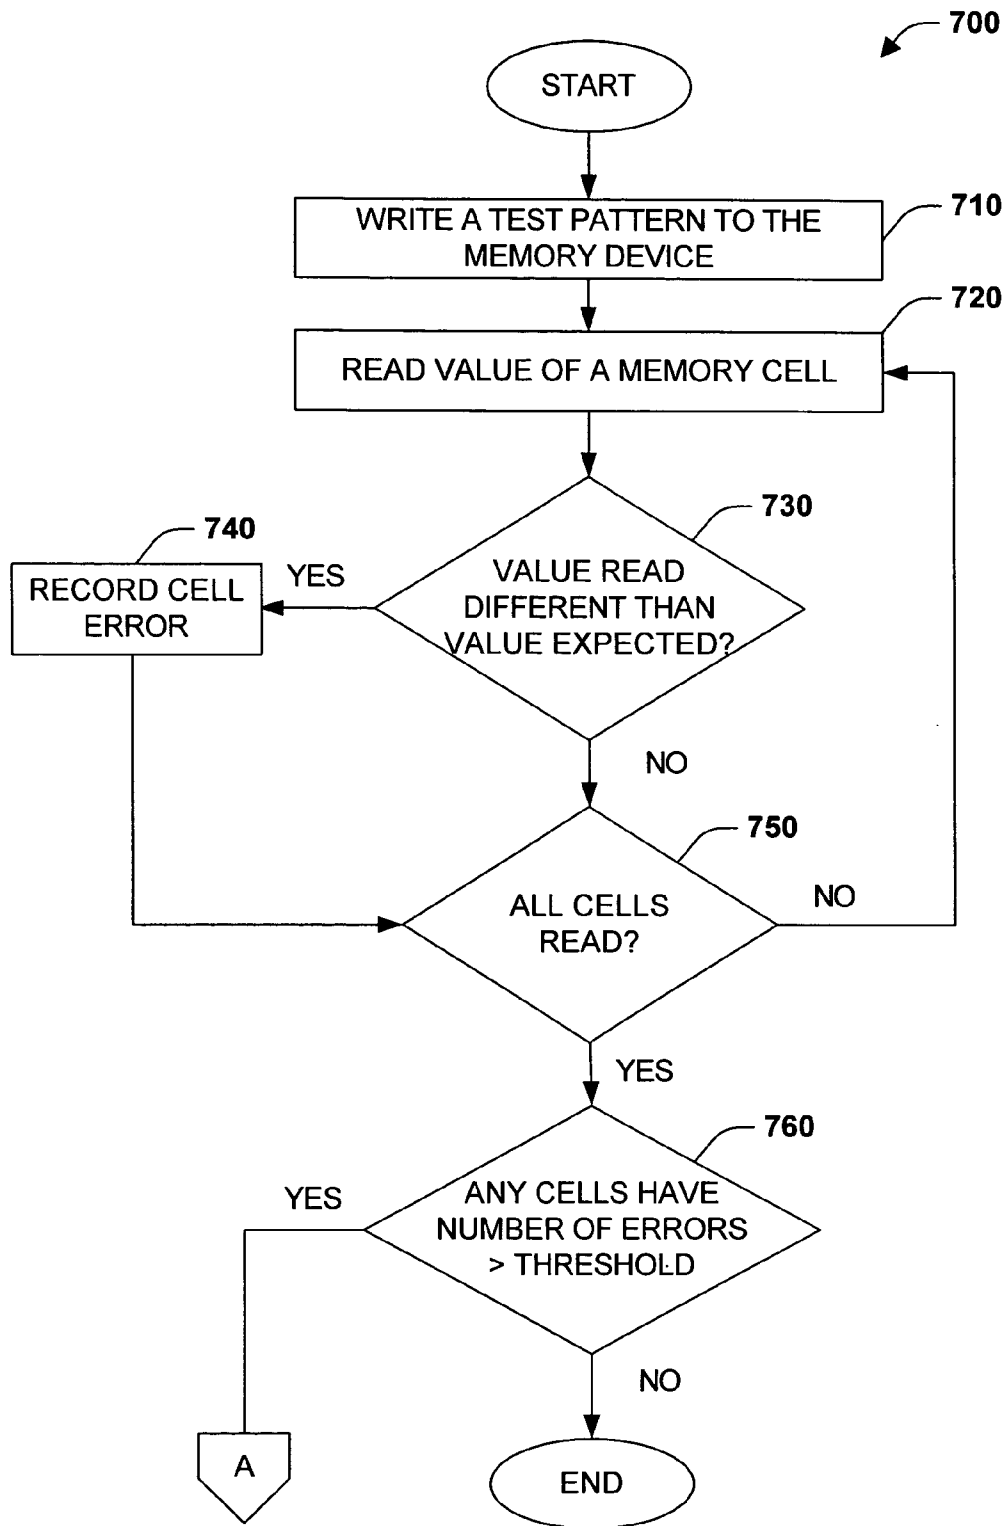 700
START
710
WRITE A TEST PATTERN TO THE
MEMORY DEVICE
720
READ VALUE OF A MEMORY CELL
730
740
YES
RECORD CELL
ERROR
VALUE READ
DIFFERENT THAN
VALUE EXPECTED?
NO
750
ALL CELLS
READ?
NO
YES
760
YES
ANY CELLS HAVE
NUMBER OF ERRORS
> THRESHOLD
NO
A
END